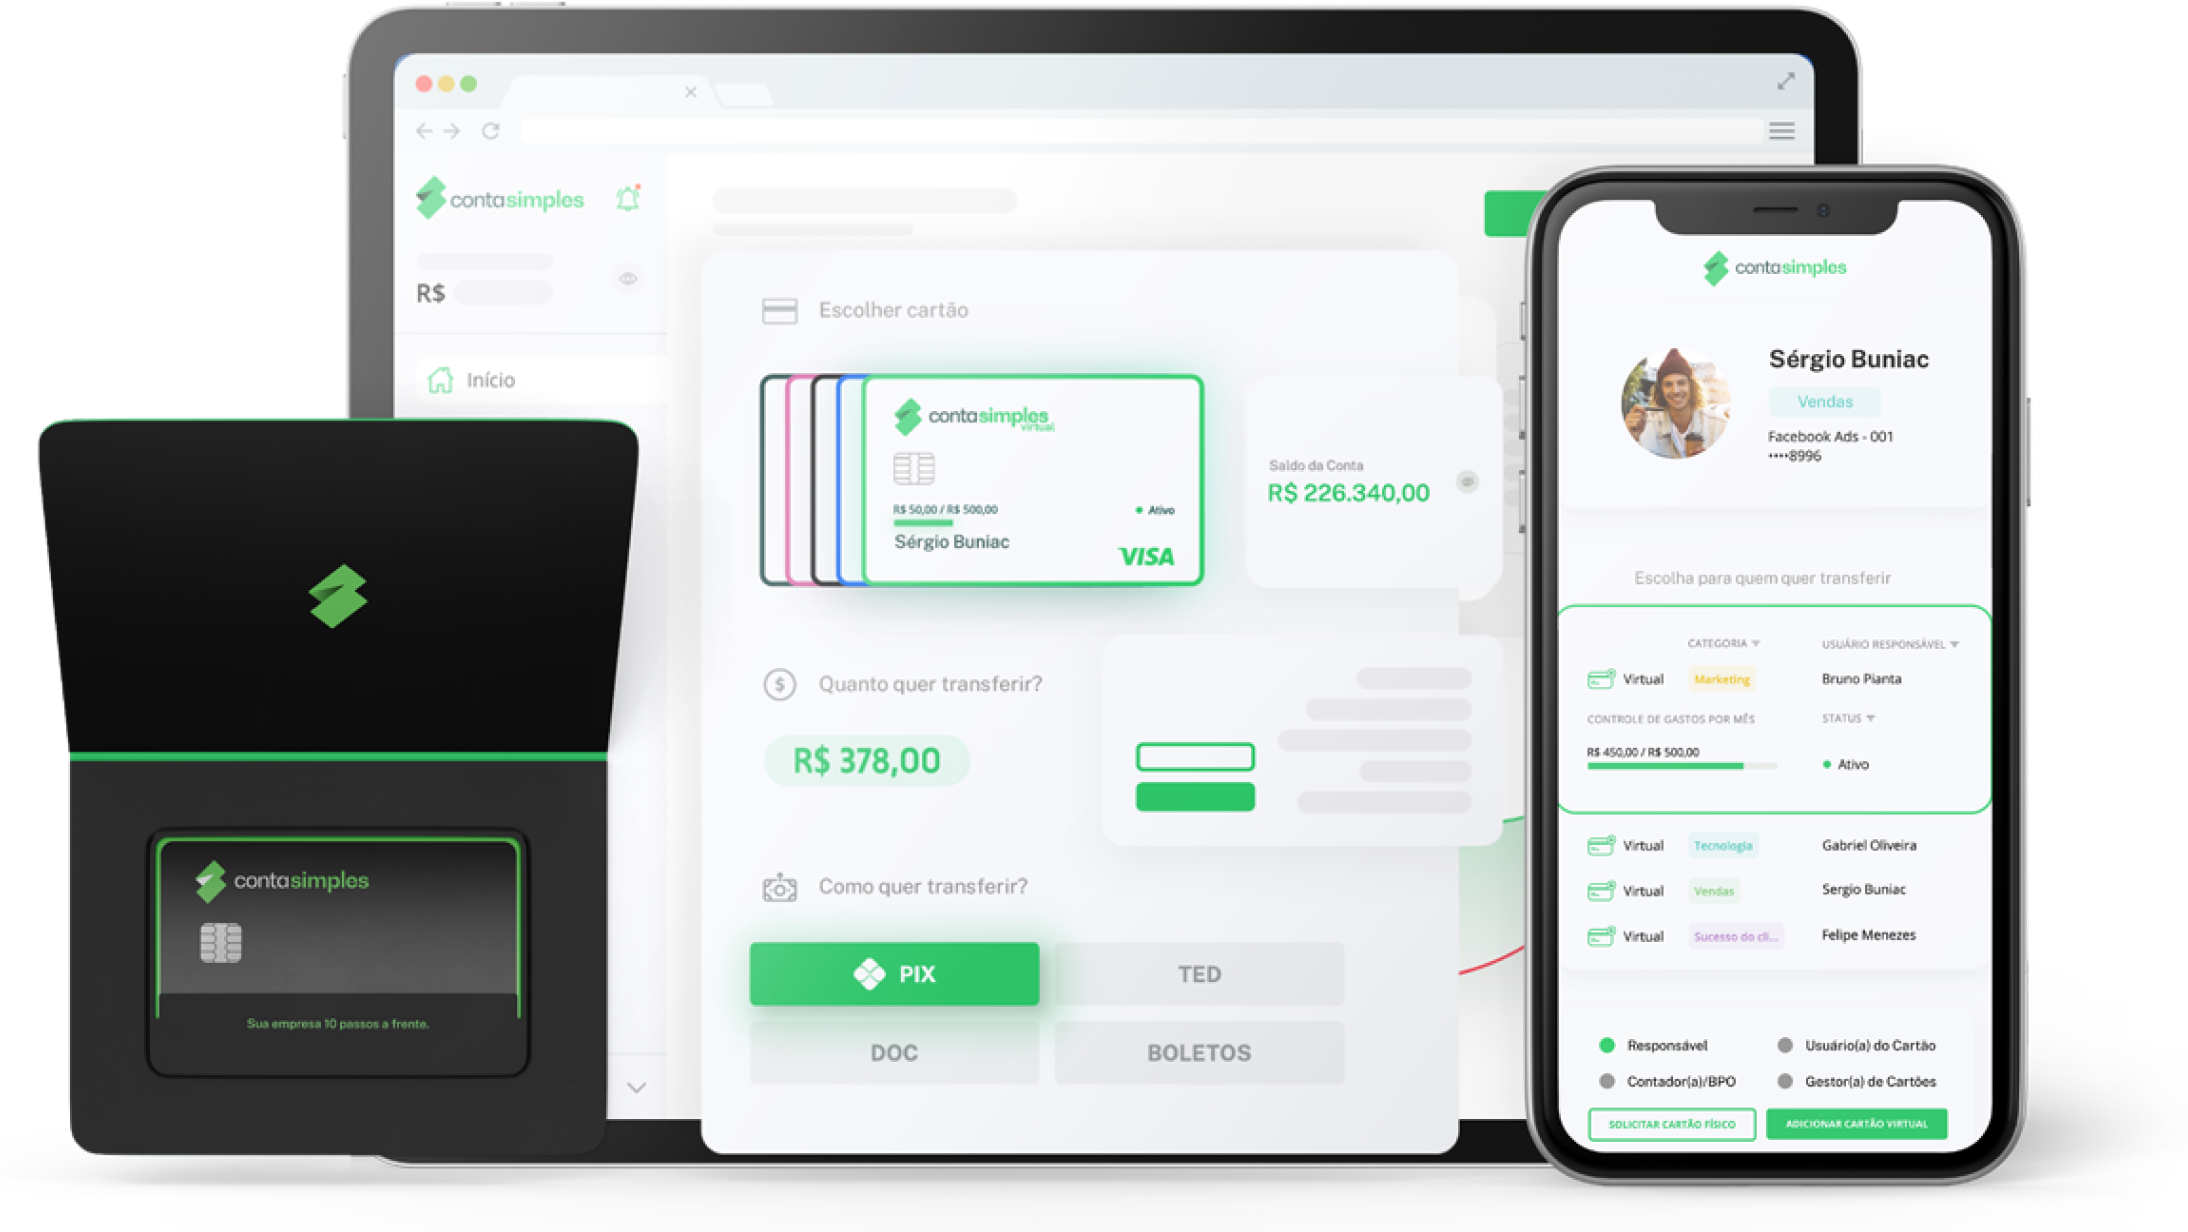 contasimples
R$
Início
Escolher cartão
contasimples
virtual
R$ 50,00 / R$ 500,00
Ativo
Sérgio Buniac
VISA
Saldo da Conta
R$ 226.340,00
Quanto quer transferir?
R$ 378,00
Como quer transferir?
PIX
TED
DOC
BOLETOS
contasimples
Sua empresa 10 passos a frente.
contasimples
Sérgio Buniac
Vendas
Facebook Ads - 001
••••8996
Escolha para quem quer transferir
CATEGORIA
USUÁRIO RESPONSÁVEL
Virtual
Marketing
Bruno Pianta
CONTROLE DE GASTOS POR MÊS
STATUS
R$ 450,00 / R$ 500,00
Ativo
Virtual
Tecnologia
Gabriel Oliveira
Virtual
Vendas
Sergio Buniac
Virtual
Sucesso do cli...
Felipe Menezes
Responsável
Usuário(a) do Cartão
Contador(a)/BPO
Gestor(a) de Cartões
SOLICITAR CARTÃO FÍSICO
ADICIONAR CARTÃO VIRTUAL